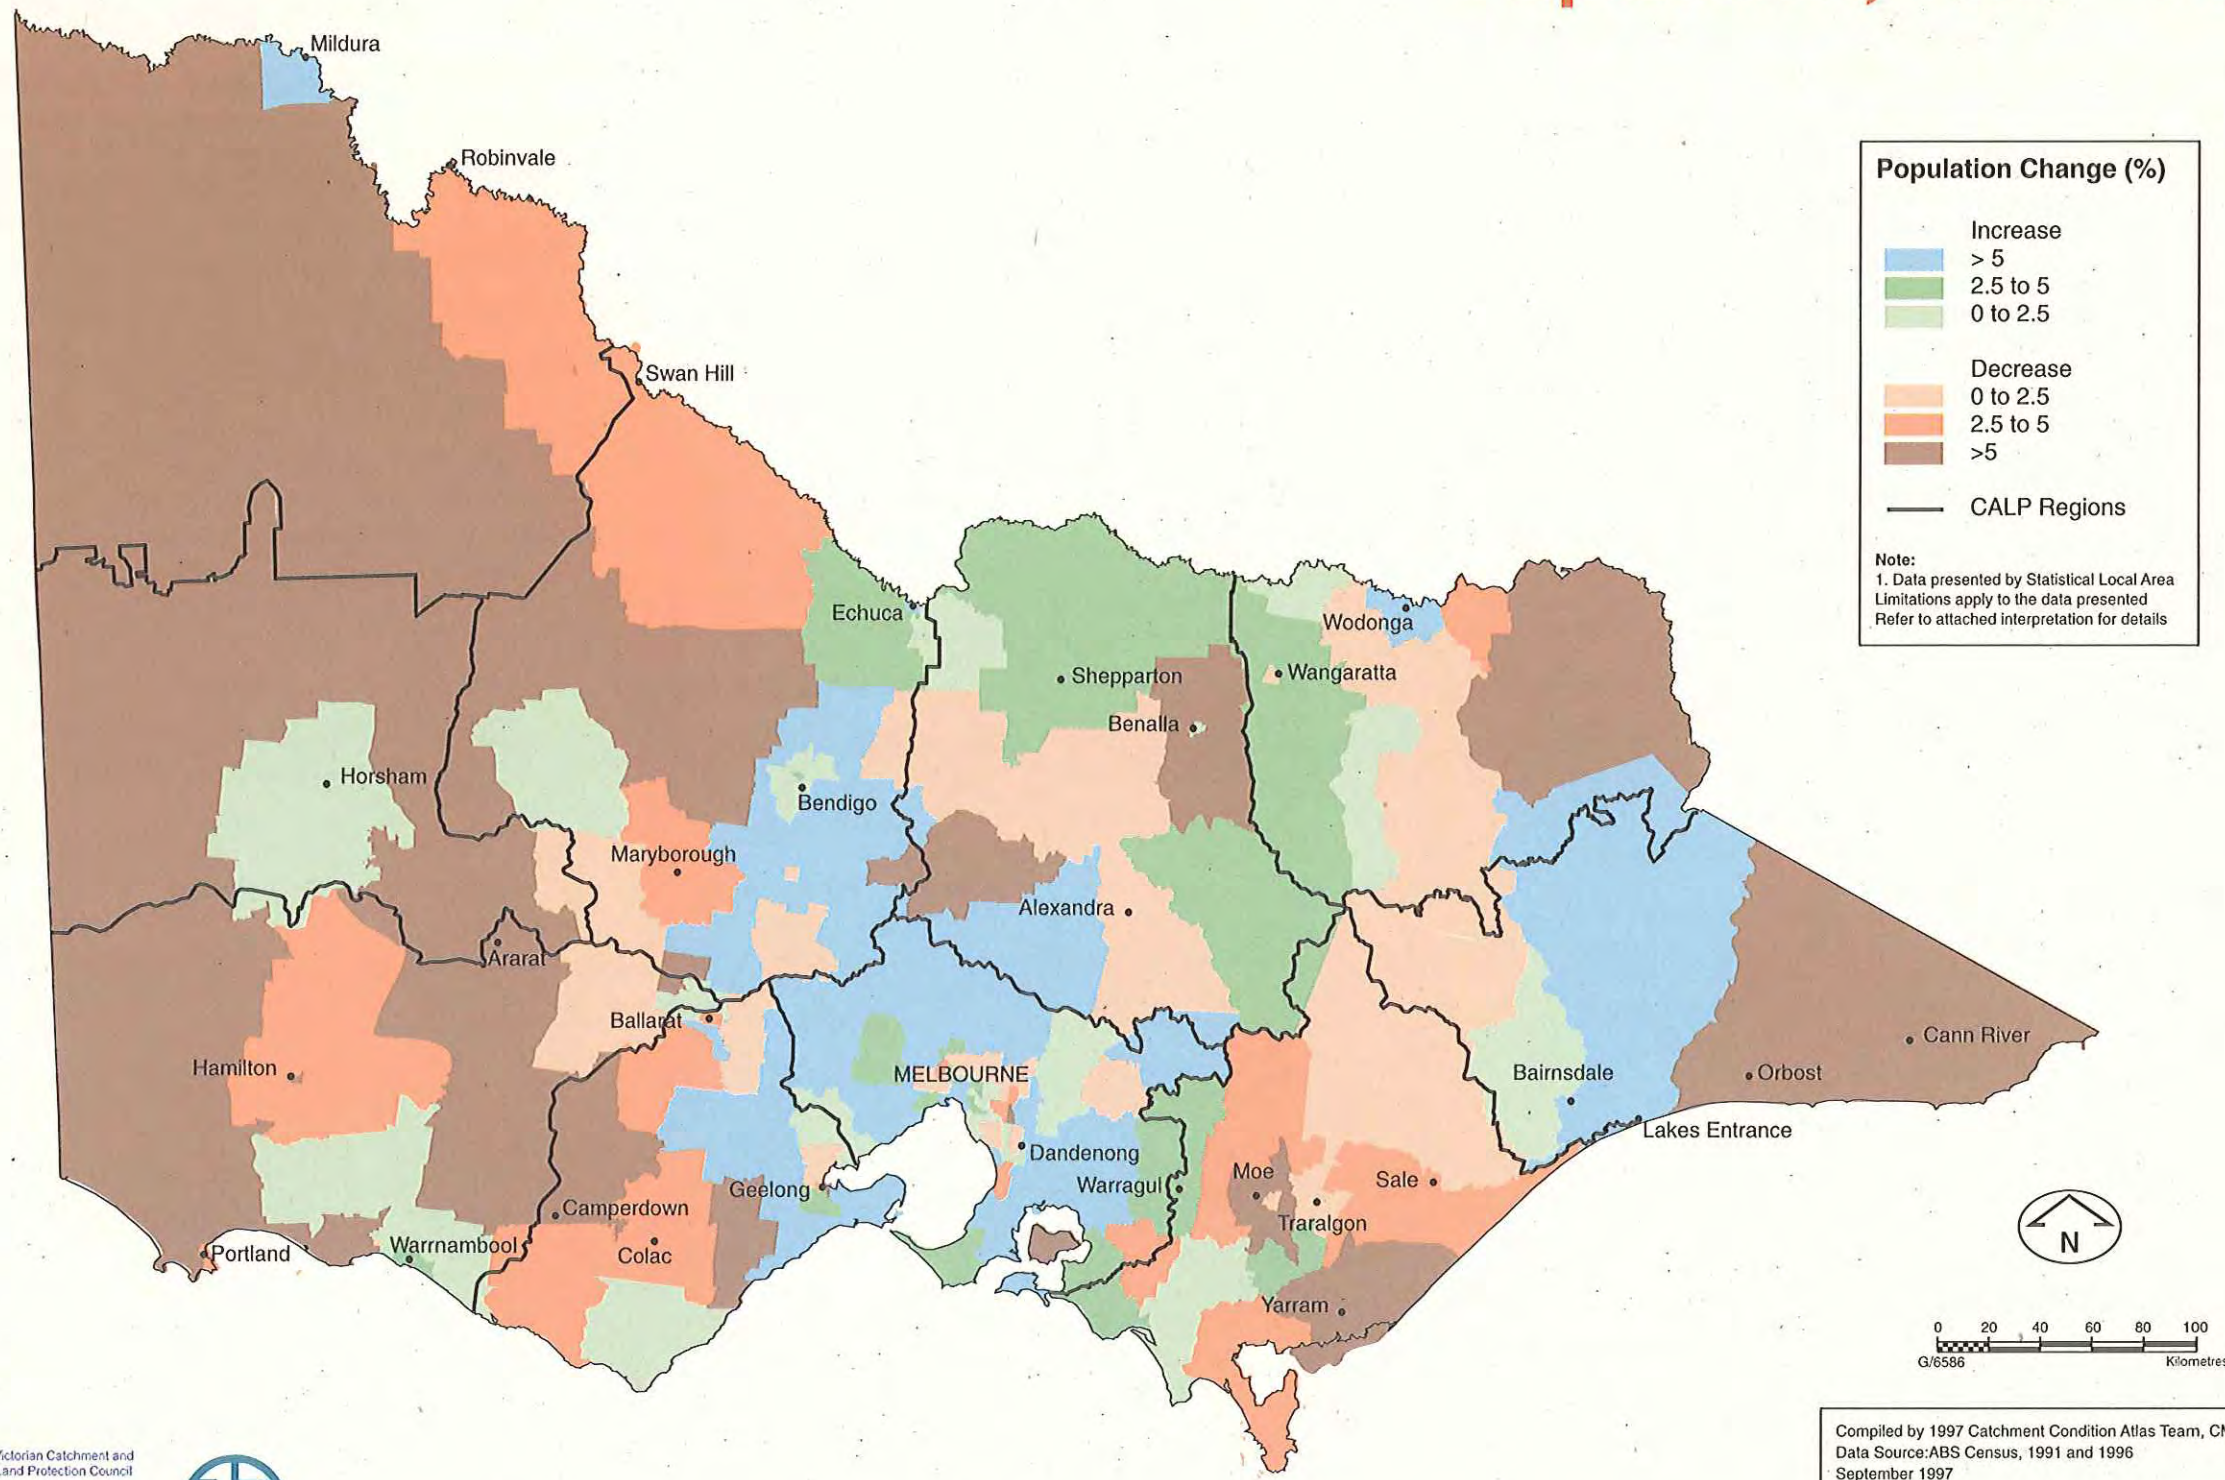 Mildura
Robinvale
Swan Hill
Echuca
Wodonga
Shepparton
Wangaratta
Benalla
Horsham
Bendigo
Maryborough
Alexandra
Ararat
Ballarat
Hamilton
MELBOURNE
Bairnsdale
Orbost
Cann River
Lakes Entrance
Dandenong
Geelong
Warragul
Moe
Sale
Camperdown
Traralgon
Portland
Warrnambool
Colac
Yarram
Population Change (%)
Increase
> 5
2.5 to 5
0 to 2.5
Decrease
0 to 2.5
2.5 to 5
>5
CALP Regions
Note:
1. Data presented by Statistical Local Area
Limitations apply to the data presented
Refer to attached interpretation for details
N
0 20 40 60 80 100
G/6586 Kilometres
Compiled by 1997 Catchment Condition Atlas Team,
Data Source:ABS Census, 1991 and 1996
September 1997
Catchment and
Land Protection Council